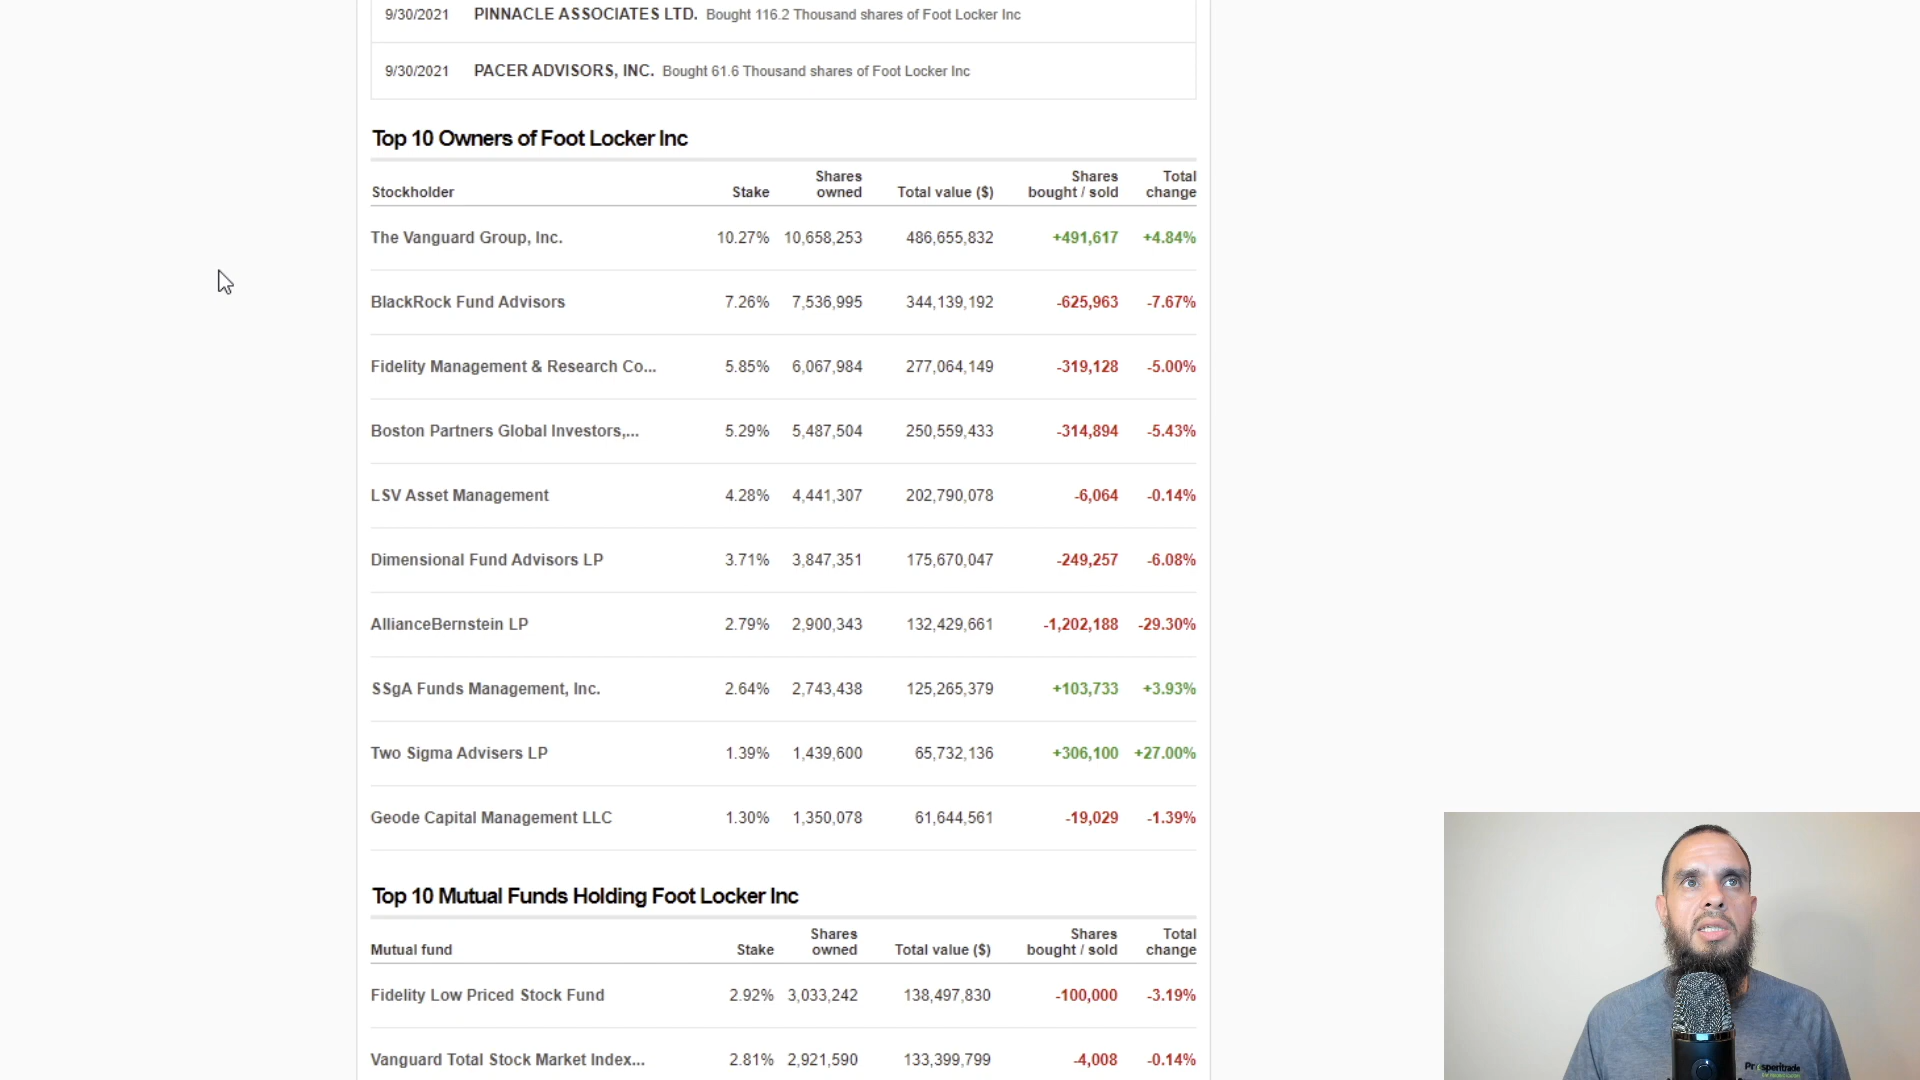 9/30/2021 PINNACLE ASSOCIATES LTD. Bought 116.2 Thousand shares of Foot Locker Inc
9/30/2021 PACER ADVISORS, INC. Bought 61.6 Thousand shares of Foot Locker Inc
Top 10 Owners of Foot Locker Inc
Stockholder Stake Shares owned Total value ($) Shares bought / sold Total change
The Vanguard Group, Inc. 10.27% 10,658,253 486,655,832 +491,617 +4.84%
BlackRock Fund Advisors 7.26% 7,536,995 344,139,192 -625,963 -7.67%
Fidelity Management & Research Co... 5.85% 6,067,984 277,064,149 -319,128 -5.00%
Boston Partners Global Investors,... 5.29% 5,487,504 250,559,433 -314,894 -5.43%
LSV Asset Management 4.28% 4,441,307 202,790,078 -6,064 -0.14%
Dimensional Fund Advisors LP 3.71% 3,847,351 175,670,047 -249,257 -6.08%
AllianceBernstein LP 2.79% 2,900,343 132,429,661 -1,202,188 -29.30%
SSgA Funds Management, Inc. 2.64% 2,743,438 125,265,379 +103,733 +3.93%
Two Sigma Advisers LP 1.39% 1,439,600 65,732,136 +306,100 +27.00%
Geode Capital Management LLC 1.30% 1,350,078 61,644,561 -19,029 -1.39%
Top 10 Mutual Funds Holding Foot Locker Inc
Mutual fund Stake Shares owned Total value ($) Shares bought / sold Total change
Fidelity Low Priced Stock Fund 2.92% 3,033,242 138,497,830 -100,000 -3.19%
Vanguard Total Stock Market Index... 2.81% 2,921,590 133,399,799 -4,008 -0.14%
Prosperitrade